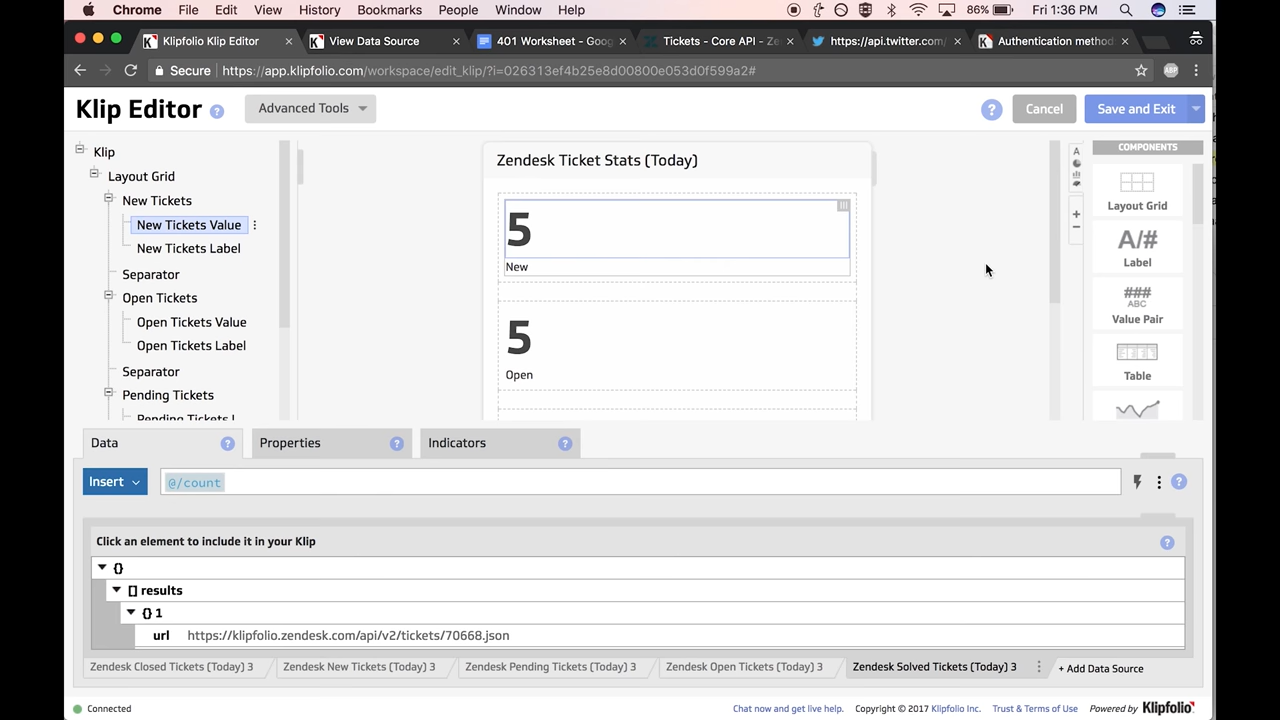 Chrome File Edit View History Bookmarks People Window Help 86% Fri 1:36 PM
Klipfolio Klip Editor View Data Source 401 Worksheet - Goog Tickets - Core API - Ze https://api.twitter.com/ Authentication metho
Secure https://app.klipfolio.com/workspace/edit_klip/?i=026313ef4b25e8d00800e053d0f599a2# ABP
Klip Editor ? Advanced Tools ? Cancel Save and Exit
Klip
Layout Grid
New Tickets
New Tickets Value
New Tickets Label
Separator
Open Tickets
Open Tickets Value
Open Tickets Label
Separator
Pending Tickets
Zendesk Ticket Stats (Today)
5
New
5
Open
A
+
−
COMPONENTS
Layout Grid
A/#
Label
###
ABC
Value Pair
Table
Data ? Properties ? Indicators ?
Insert @/count ?
Click an element to include it in your Klip ?
{}
[] results
{} 1
url https://klipfolio.zendesk.com/api/v2/tickets/70668.json
Zendesk Closed Tickets (Today) 3 Zendesk New Tickets (Today) 3 Zendesk Pending Tickets (Today) 3 Zendesk Open Tickets (Today) 3 Zendesk Solved Tickets (Today) 3 + Add Data Source
Connected Chat now and get live help. Copyright © 2017 Klipfolio Inc. Trust & Terms of Use Powered by Klipfolio